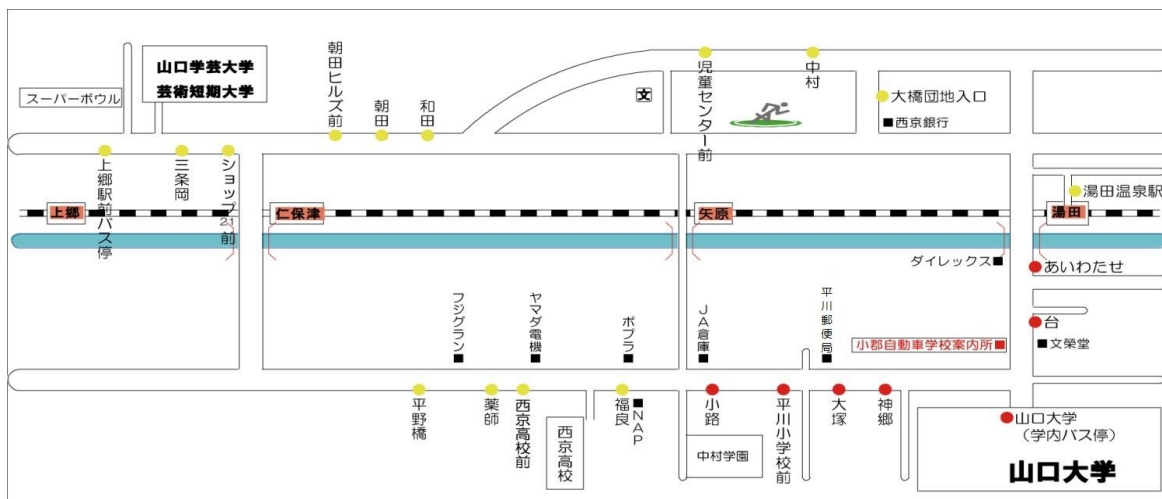 山口学芸大学
芸術短期大学
スーパーボウル
朝田ヒルズ前
朝田
和田
文
児童センター前
中村
大橋団地入口
■西京銀行
上郷駅前バス停
三条岡
ショップ21前
湯田温泉駅
上郷
仁保津
矢原
湯田
ダイレックス■
あいわたせ
フジグラン
ヤマダ電機
ポプラ
JA倉庫
平川郵便局
小郡自動車学校案内所■
台
■文榮堂
平野橋
薬師
西京高校前
西京高校
福良
■NAP
小路
中村学園
平川小学校前
大塚
神郷
山口大学
(学内バス停)
山口大学